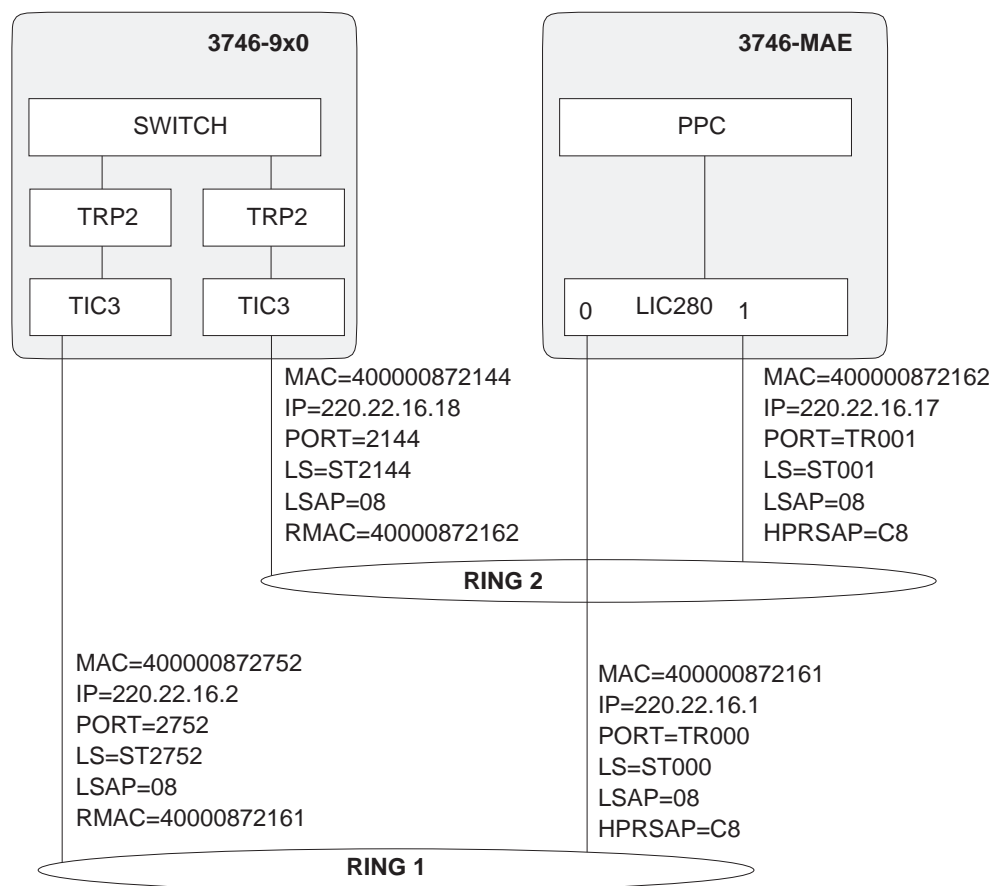 3746-9x0
3746-MAE
SWITCH
PPC
TRP2
TRP2
TIC3
TIC3
0
LIC280
1
MAC=400000872144
IP=220.22.16.18
PORT=2144
LS=ST2144
LSAP=08
RMAC=40000872162
MAC=400000872162
IP=220.22.16.17
PORT=TR001
LS=ST001
LSAP=08
HPRSAP=C8
RING 2
MAC=400000872752
IP=220.22.16.2
PORT=2752
LS=ST2752
LSAP=08
RMAC=40000872161
MAC=400000872161
IP=220.22.16.1
PORT=TR000
LS=ST000
LSAP=08
HPRSAP=C8
RING 1